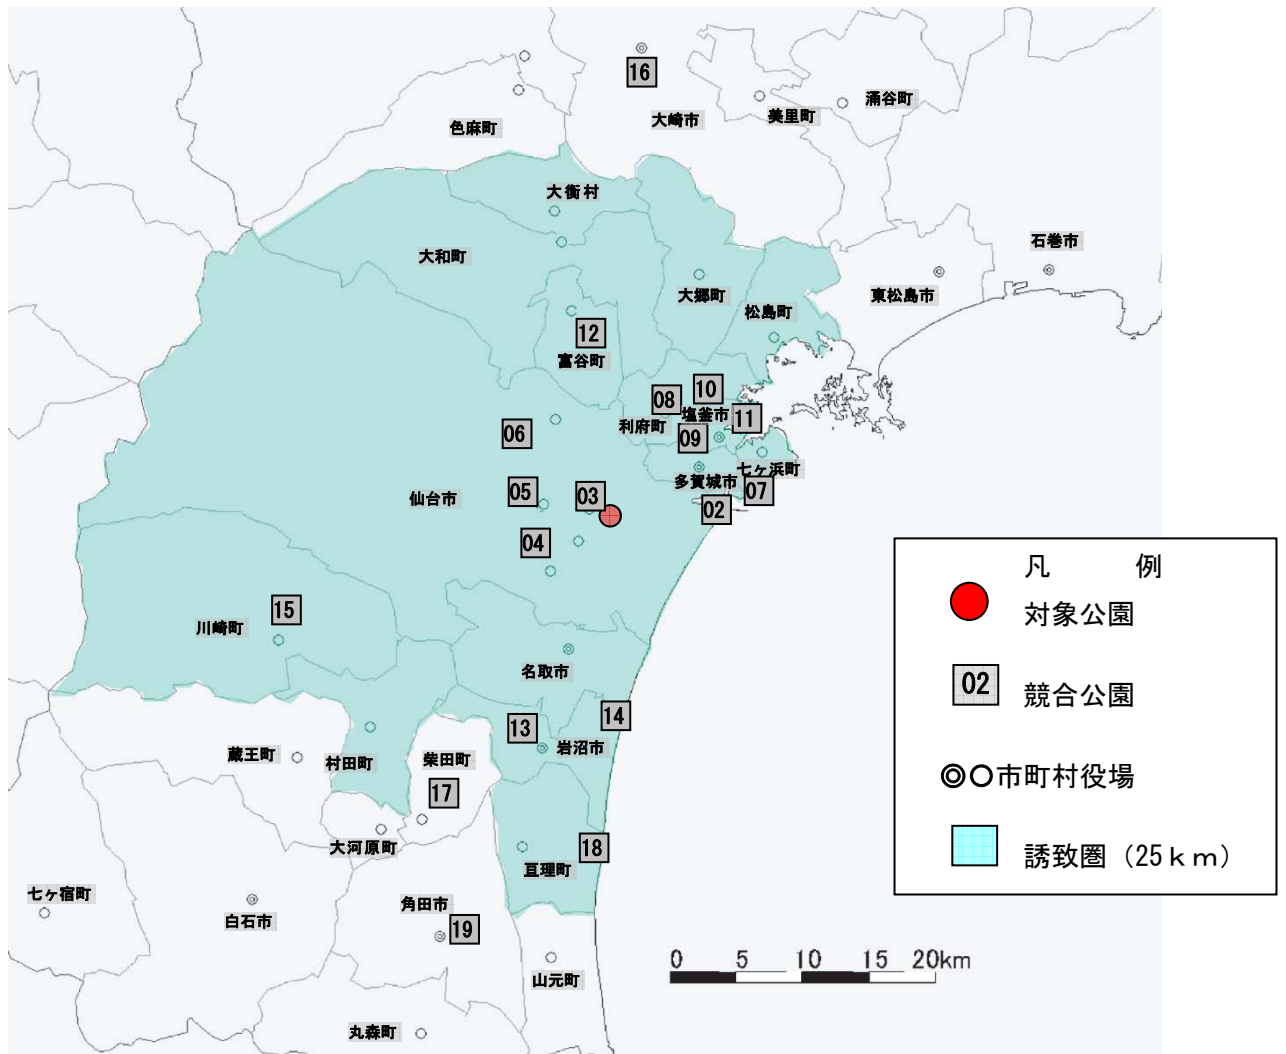 16
大崎市
美里町
涌谷町
色麻町
大衡村
大和町
石巻市
東松島市
大郷町
松島町
12
富谷町
10
08
塩釜市
11
利府町
09
06
七ヶ浜町
多賀城市
07
02
仙台市
05
03
04
15
川崎町
名取市
14
13
岩沼市
蔵王町
村田町
柴田町
17
大河原町
18
亘理町
七ヶ宿町
白石市
角田市
19
山元町
丸森町
0 5 10 15 20km
凡 例
対象公園
02 競合公園
◎○市町村役場
誘致圏（25ｋｍ）